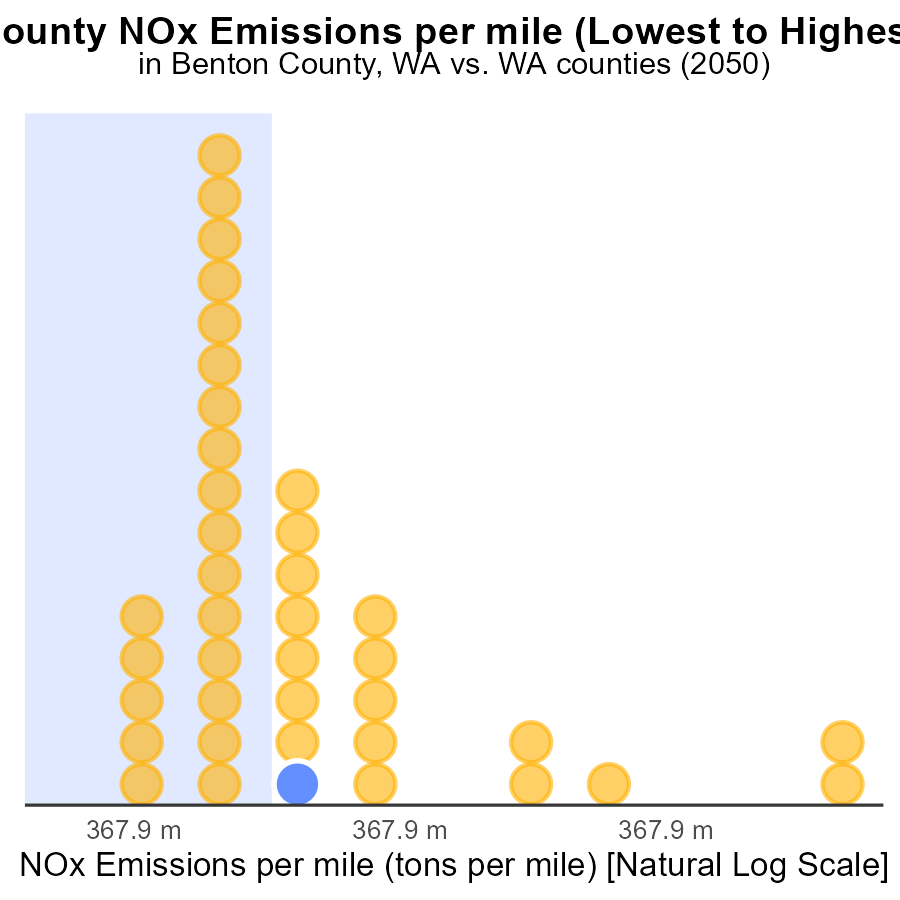 ounty NOx Emissions per mile (Lowest to Highes
in Benton County, WA vs. WA counties (2050)
367.9 m 367.9 m 367.9 m
NOx Emissions per mile (tons per mile) [Natural Log Scale]